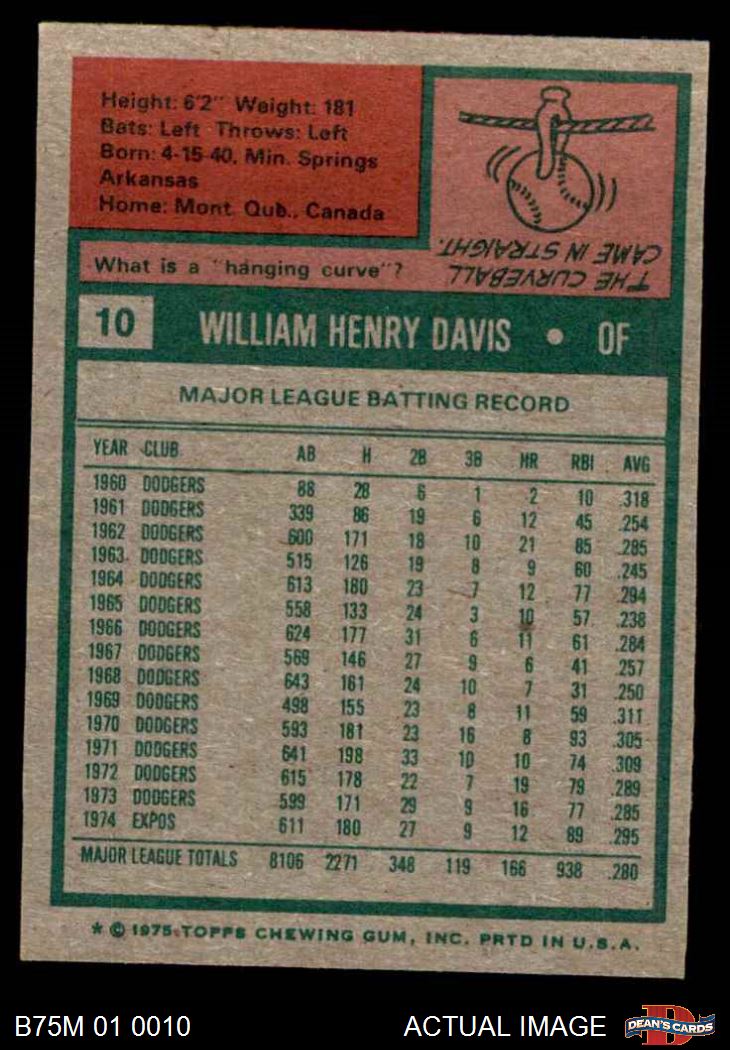 Height: 6'2" Weight: 181
Bats: Left Throws: Left
Born: 4-15-40, Min. Springs
Arkansas
Home: Mont. Qub., Canada
What is a "hanging curve"?
THE CURVEBALL
CAME IN STRAIGHT.
10 WILLIAM HENRY DAVIS • OF
MAJOR LEAGUE BATTING RECORD
YEAR CLUB AB H 2B 3B HR RBI AVG
1960 DODGERS 88 28 6 1 2 10 .318
1961 DODGERS 339 86 19 6 12 45 .254
1962 DODGERS 600 171 18 10 21 85 .285
1963 DODGERS 515 126 19 8 9 60 .245
1964 DODGERS 613 180 23 7 12 77 .294
1965 DODGERS 558 133 24 3 10 57 .238
1966 DODGERS 624 177 31 6 11 61 .284
1967 DODGERS 569 146 27 9 6 41 .257
1968 DODGERS 643 161 24 10 7 31 .250
1969 DODGERS 498 155 23 8 11 59 .311
1970 DODGERS 593 181 23 16 8 93 .305
1971 DODGERS 641 198 33 10 10 74 .309
1972 DODGERS 615 178 22 7 19 79 .289
1973 DODGERS 599 171 29 9 16 77 .285
1974 EXPOS 611 180 27 9 12 89 .295
MAJOR LEAGUE TOTALS 8106 2271 348 119 166 938 .280
* © 1975 TOPPS CHEWING GUM, INC. PRTD IN U.S.A.
B75M 01 0010 ACTUAL IMAGE
D
DEAN'S CARDS